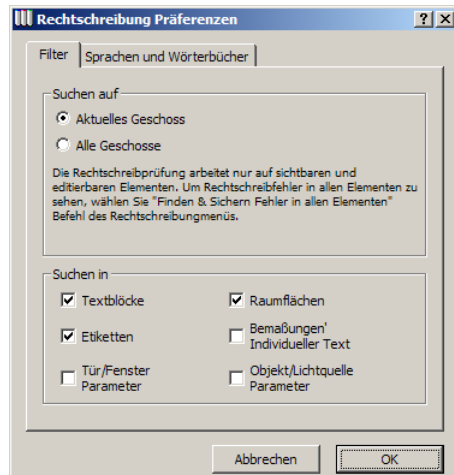 Rechtschreibung Präferenzen
Filter
Sprachen und Wörterbücher
Suchen auf
Aktuelles Geschoss
Alle Geschosse
Die Rechtschreibprüfung arbeitet nur auf sichtbaren und
editierbaren Elementen. Um Rechtschreibfehler in allen Elementen zu
sehen, wählen Sie "Finden & Sichern Fehler in allen Elementen"
Befehl des Rechtschreibungmenüs.
Suchen in
Textblöcke
Raumflächen
Etiketten
Bemaßungen'
Individueller Text
Tür/Fenster
Parameter
Objekt/Lichtquelle
Parameter
Abbrechen
OK